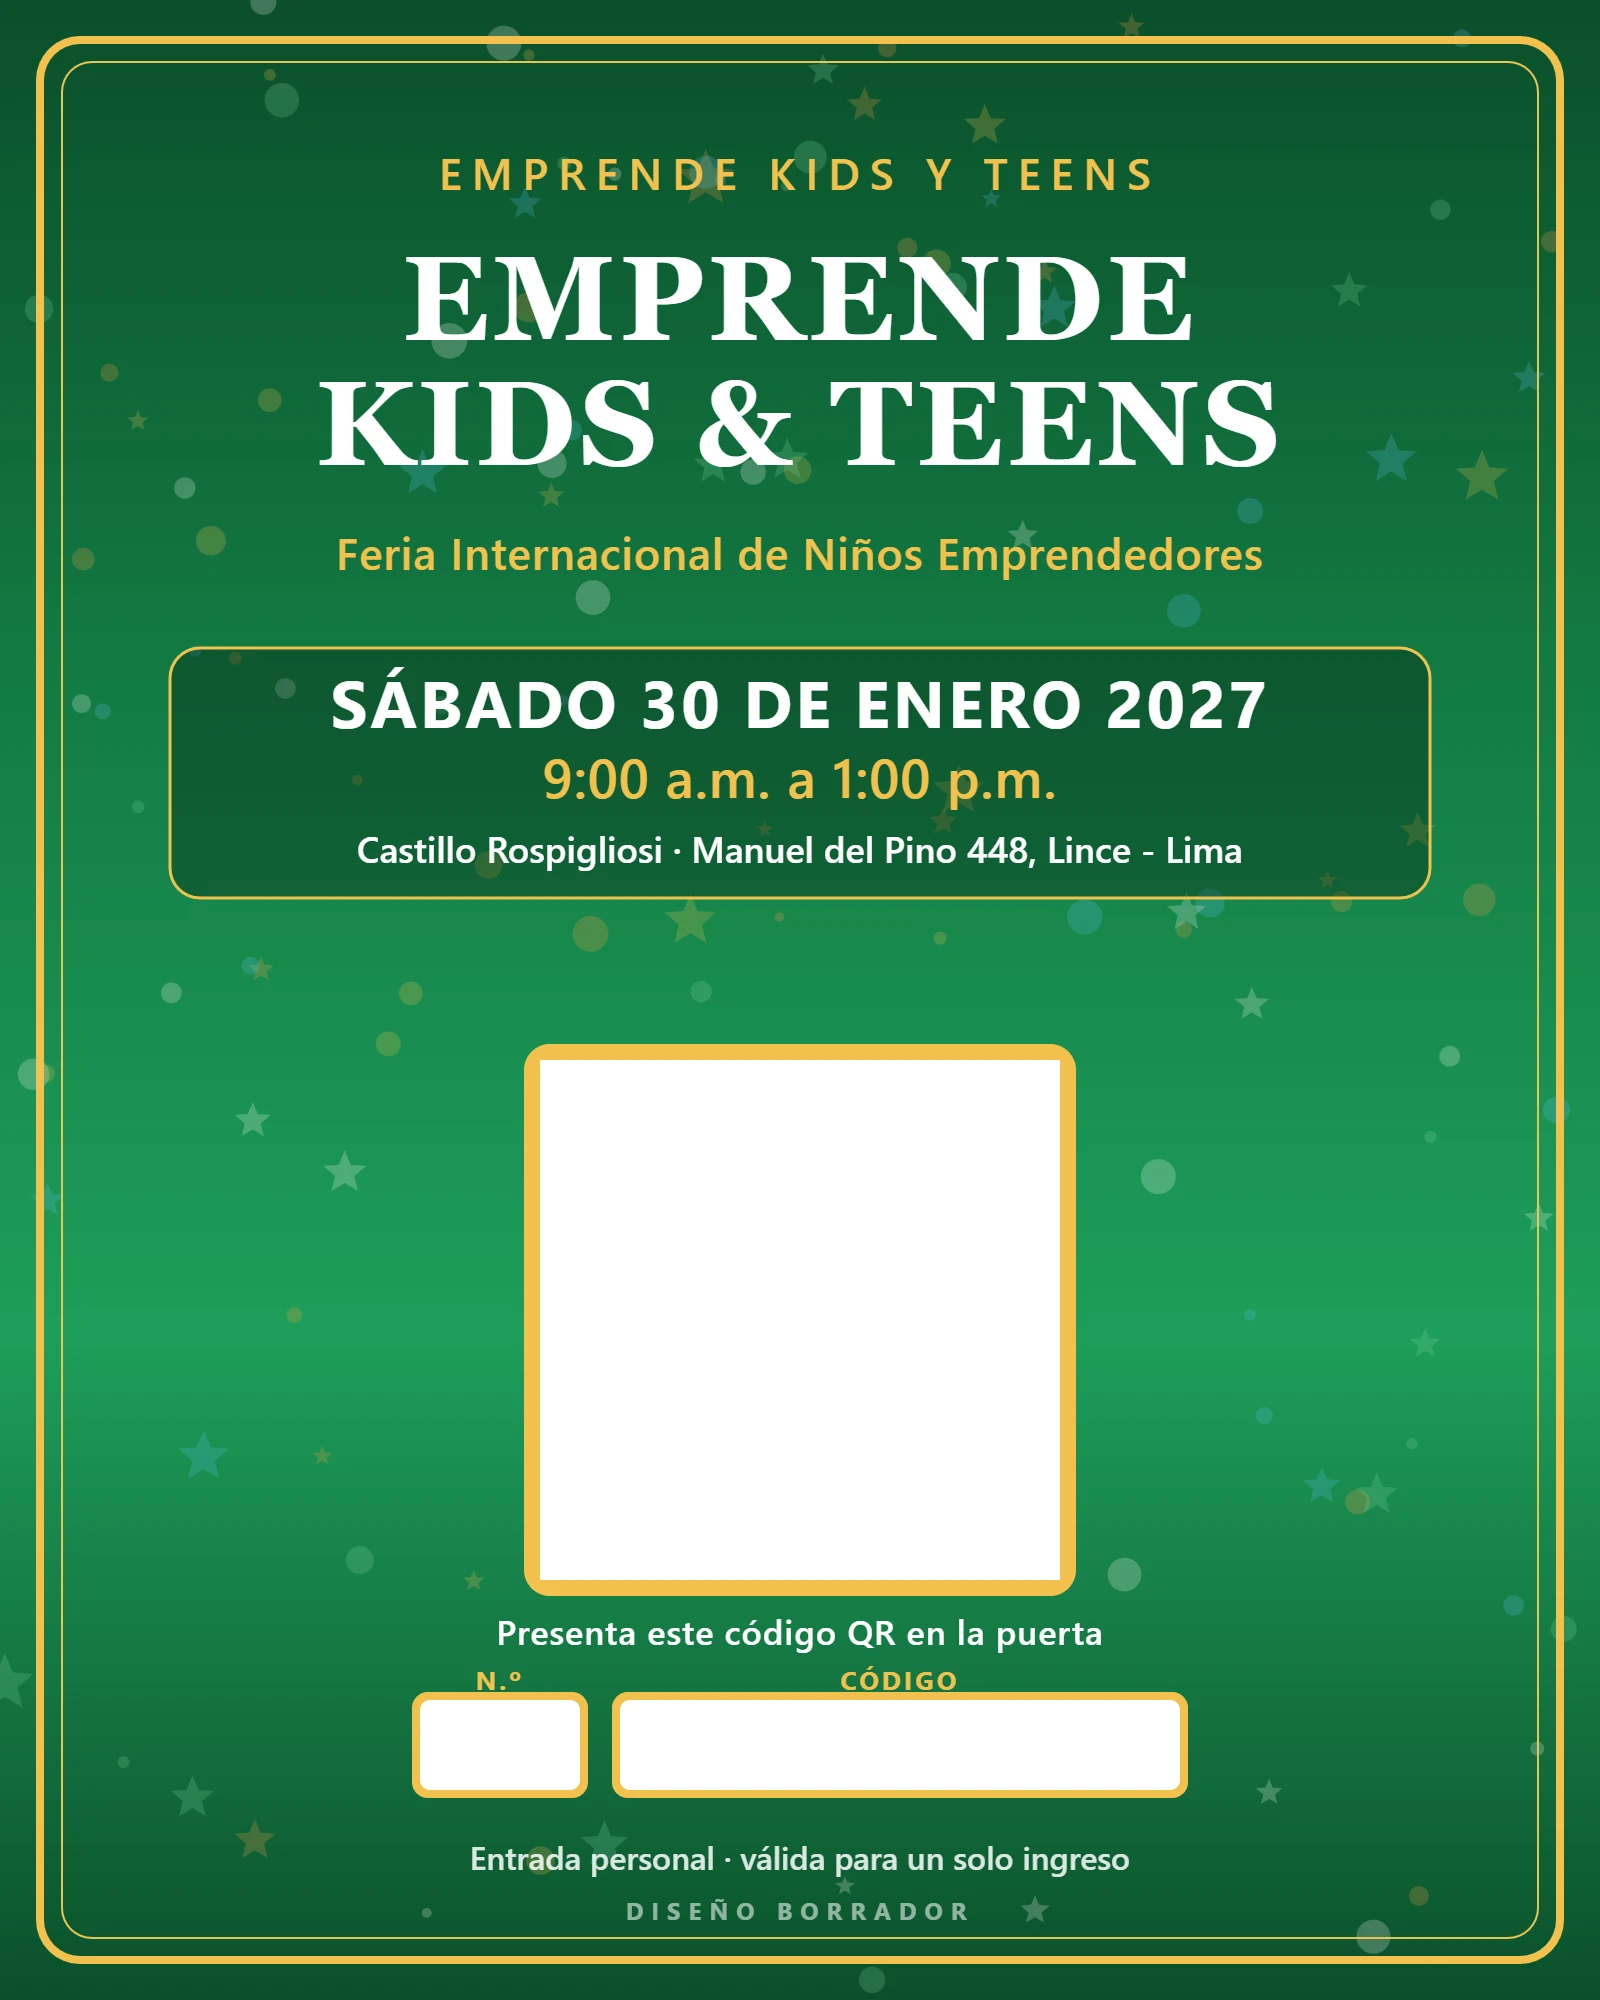 EMPRENDE KIDS Y TEENS
EMPRENDE
KIDS & TEENS
Feria Internacional de Niños Emprendedores
SÁBADO 30 DE ENERO 2027
9:00 a.m. a 1:00 p.m.
Castillo Rospigliosi · Manuel del Pino 448, Lince - Lima
Presenta este código QR en la puerta
N.º CÓDIGO
Entrada personal · válida para un solo ingreso
DISEÑO BORRADOR